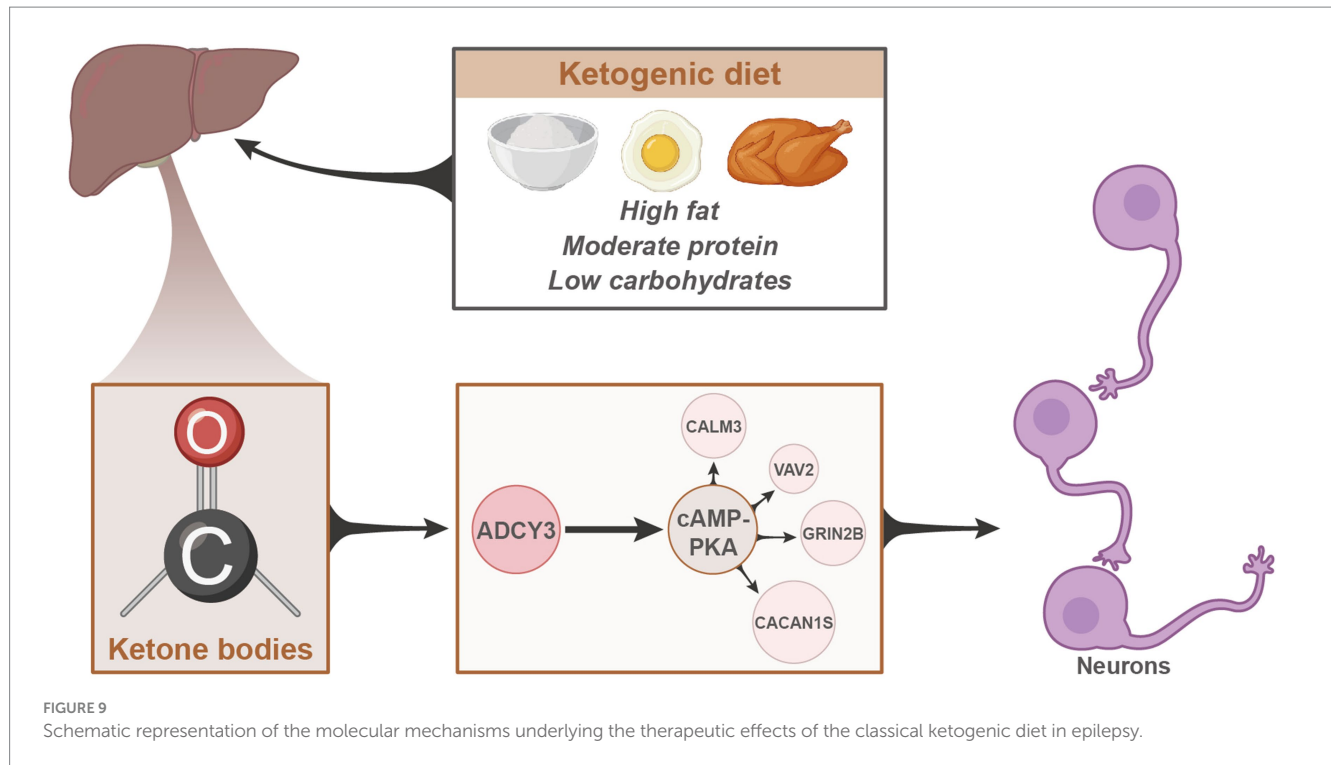 Ketogenic diet
High fat
Moderate protein
Low carbohydrates
O
C
Ketone bodies
ADCY3
cAMP-
PKA
CALM3
VAV2
GRIN2B
CACAN1S
Neurons
FIGURE 9
Schematic representation of the molecular mechanisms underlying the therapeutic effects of the classical ketogenic diet in epilepsy.